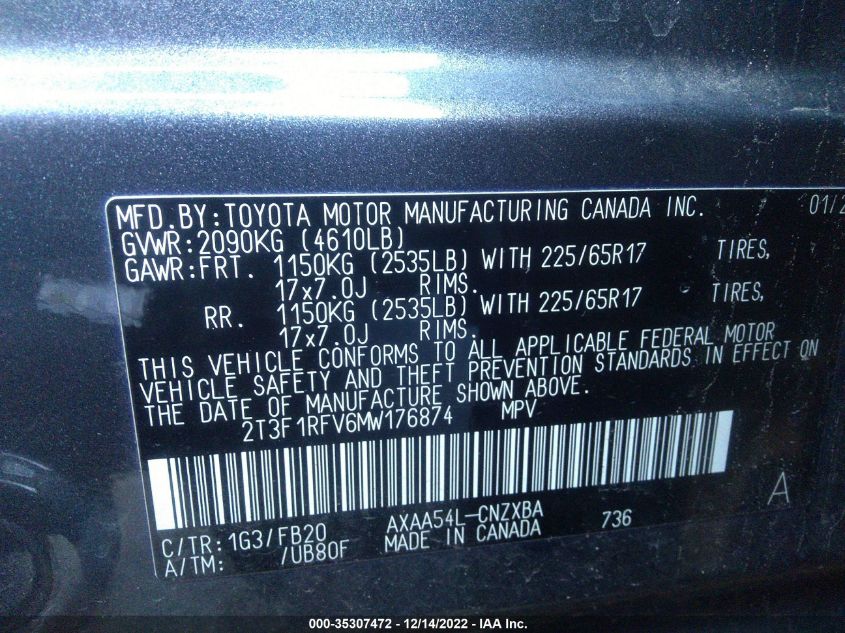 MFD.BY:TOYOTA MOTOR MANUFACTURING CANADA INC. 01/2
GVWR:2090KG (4610LB)
GAWR:FRT. 1150KG (2535LB) WITH 225/65R17 TIRES,
17x7.0J RIMS.
RR. 1150KG (2535LB) WITH 225/65R17 TIRES,
17x7.0J RIMS.
THIS VEHICLE CONFORMS TO ALL APPLICABLE FEDERAL MOTOR
VEHICLE SAFETY AND THEFT PREVENTION STANDARDS IN EFFECT ON
THE DATE OF MANUFACTURE SHOWN ABOVE.
2T3F1RFV6MW176874 MPV
A
C/TR:1G3/FB20 AXAA54L-CNZXBA 736
A/TM: /UB80F MADE IN CANADA
000-35307472 - 12/14/2022 - IAA Inc.